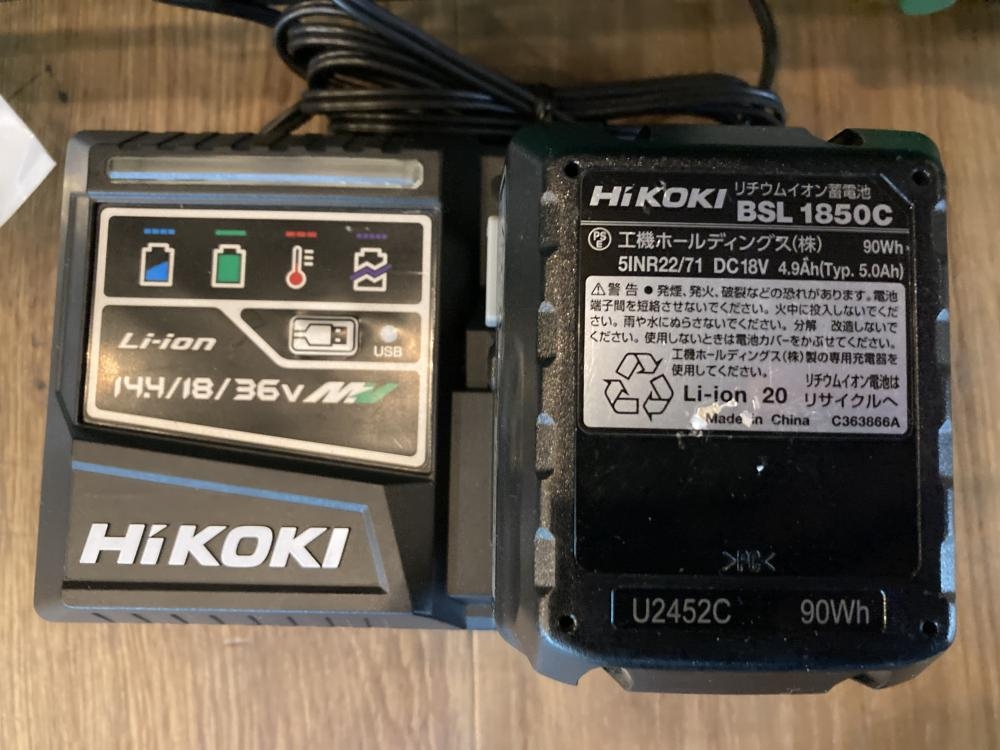 Li-ion
USB
14.4/18/36V MV
HiKOKI
HiKOKI リチウムイオン蓄電池
BSL 1850C
PSE 工機ホールディングス(株) 90Wh
5INR22/71 DC18V 4.9Ah(Typ. 5.0Ah)
⚠警告 ● 発煙、発火、破裂などの恐れがあります。電池
端子間を短絡させないでください。火中に投入しないでくだ
さい。雨や水にぬらさないでください。分解 改造しないで
ください。使用しないときは電池カバーをかぶせてください。
工機ホールディングス(株)製の専用充電器を
使用してください。
Li-ion 20 リチウムイオン電池は
リサイクルへ
Made in China C363866A
U2452C 90Wh